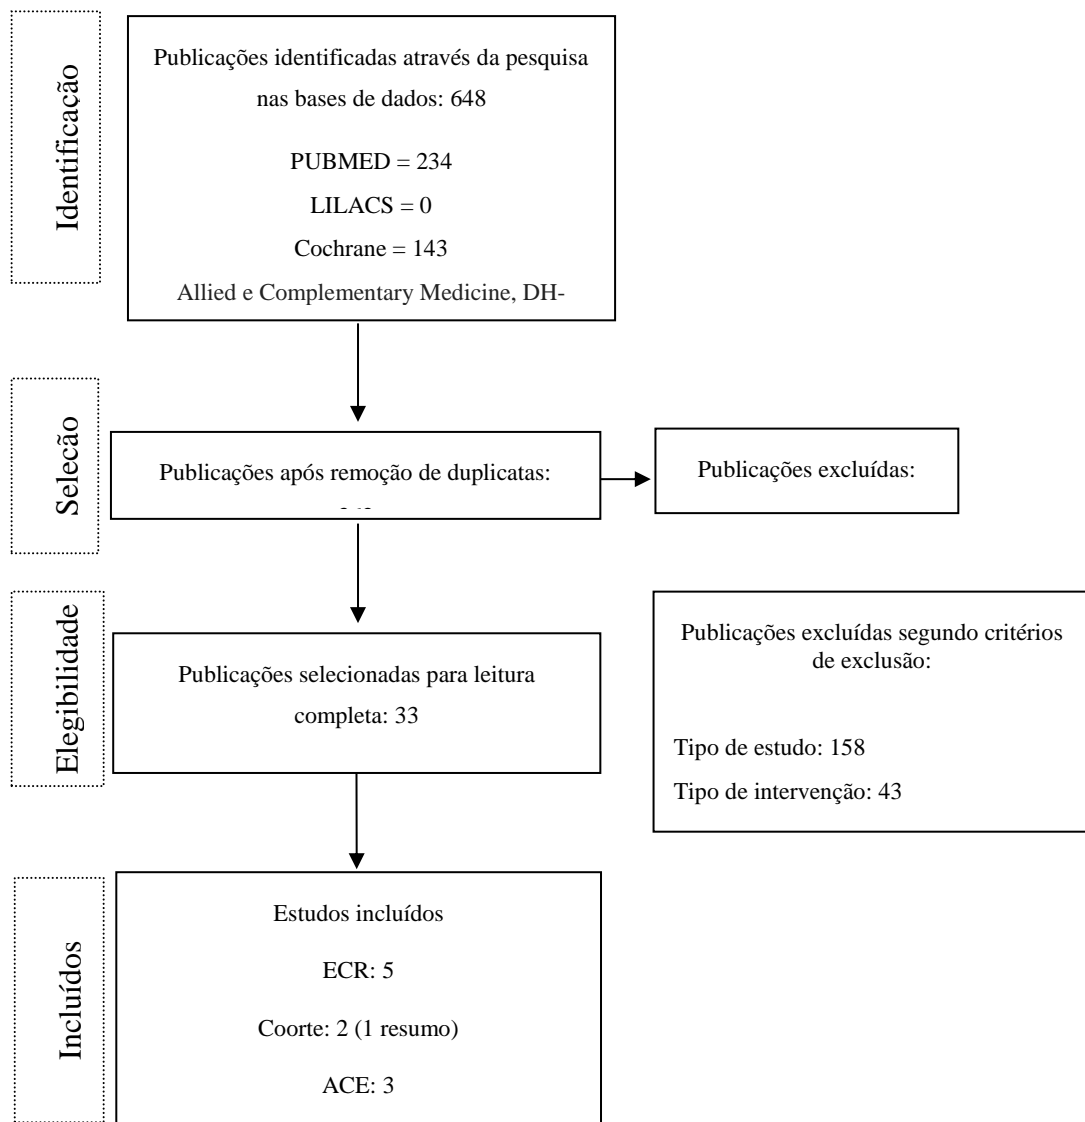 Identificação
Publicações identificadas através da pesquisa
nas bases de dados: 648
PUBMED = 234
LILACS = 0
Cochrane = 143
Allied e Complementary Medicine, DH-
Selecão
Publicações após remoção de duplicatas:
Publicações excluídas:
Elegibilidade
Publicações selecionadas para leitura
completa: 33
Publicações excluídas segundo critérios
de exclusão:
Tipo de estudo: 158
Tipo de intervenção: 43
Incluídos
Estudos incluídos
ECR: 5
Coorte: 2 (1 resumo)
ACE: 3